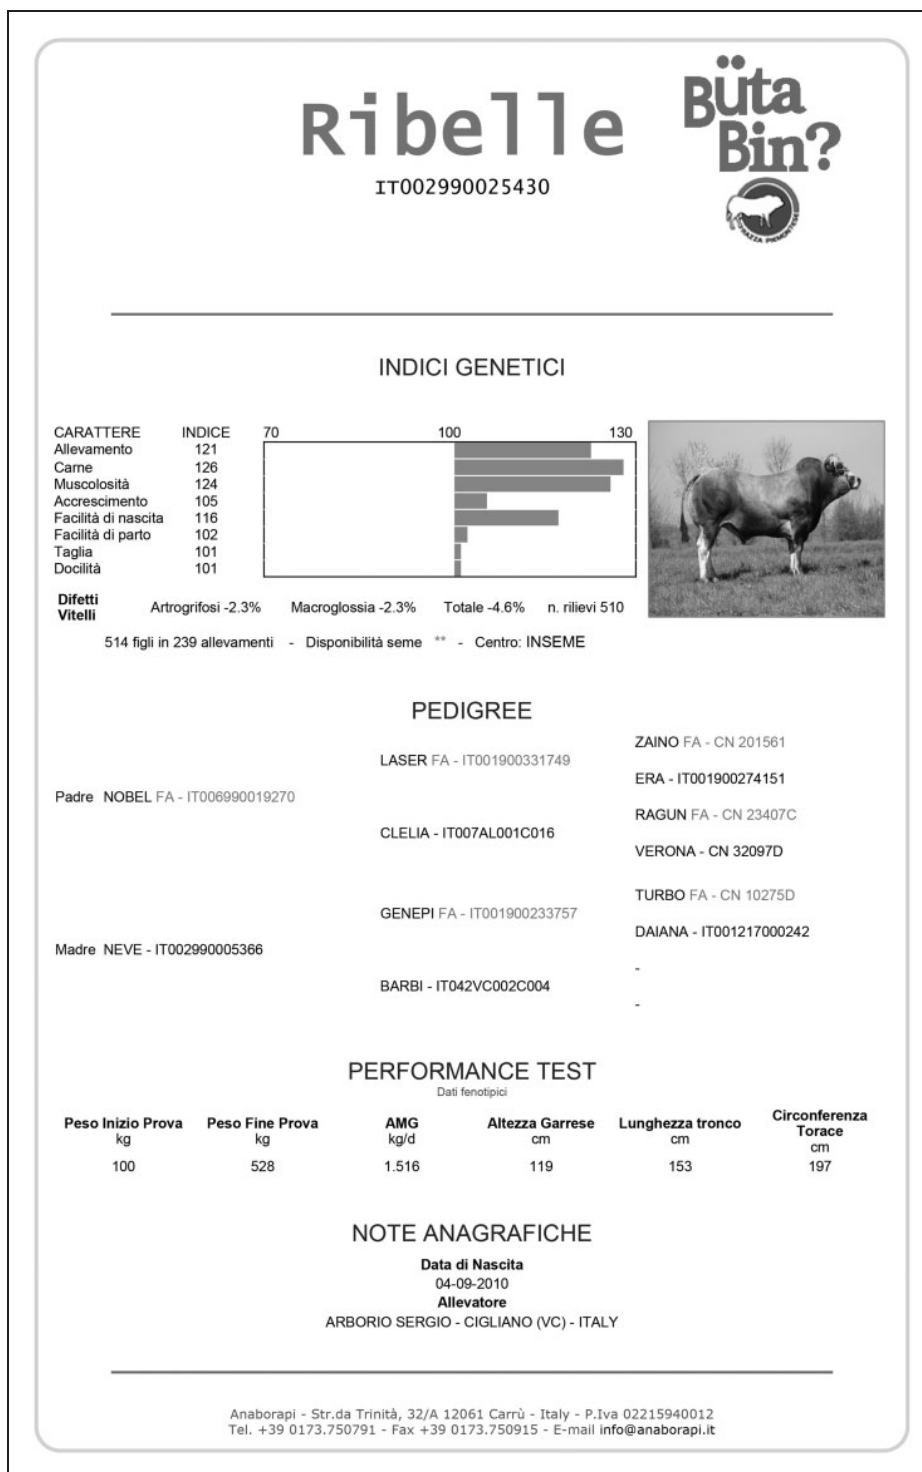 Ribelle
Büta
Bin?
IT002990025430
RAZZA PIEMONTESE
INDICI GENETICI
CARATTERE INDICE 70 100 130
Allevamento 121
Carne 126
Muscolosità 124
Accrescimento 105
Facilità di nascita 116
Facilità di parto 102
Taglia 101
Docilità 101
Difetti Vitelli Artrogrifosi -2.3% Macroglossia -2.3% Totale -4.6% n. rilievi 510
514 figli in 239 allevamenti - Disponibilità seme ** - Centro: INSEME
PEDIGREE
ZAINO FA - CN 201561
LASER FA - IT001900331749
ERA - IT001900274151
Padre NOBEL FA - IT006990019270
RAGUN FA - CN 23407C
CLELIA - IT007AL001C016
VERONA - CN 32097D
TURBO FA - CN 10275D
GENEPI FA - IT001900233757
DAIANA - IT001217000242
Madre NEVE - IT002990005366
-
BARBI - IT042VC002C004
-
PERFORMANCE TEST
Dati fenotipici
Peso Inizio Prova Peso Fine Prova AMG Altezza Garrese Lunghezza tronco Circonferenza Torace
kg kg kg/d cm cm cm
100 528 1.516 119 153 197
NOTE ANAGRAFICHE
Data di Nascita
04-09-2010
Allevatore
ARBORIO SERGIO - CIGLIANO (VC) - ITALY
Anaborapi - Str.da Trinità, 32/A 12061 Carrù - Italy - P.Iva 02215940012
Tel. +39 0173.750791 - Fax +39 0173.750915 - E-mail info@anaborapi.it